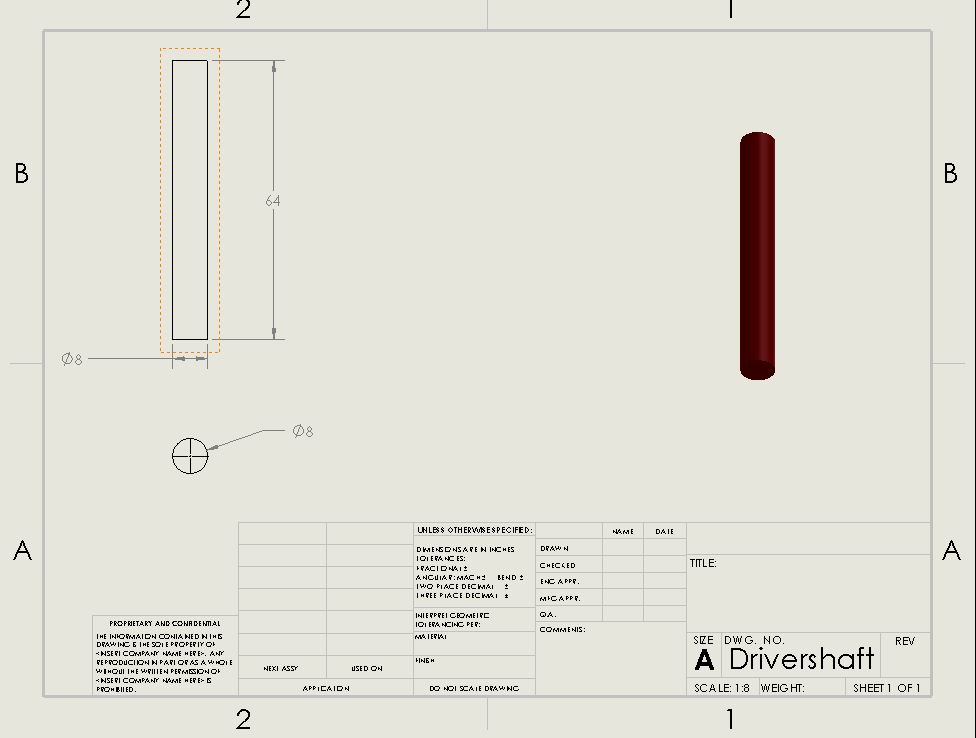 2
1
B
B
64
Ø8
Ø8
A
A
UNLESS OTHERWISE SPECIFIED:
NAME
DATE
DIMENSIONS ARE IN INCHES
TOLERANCES:
FRACTIONAL ±
ANGULAR: MACH ± BEND ±
TWO PLACE DECIMAL ±
THREE PLACE DECIMAL ±
DRAWN
CHECKED
ENG APPR.
MFG APPR.
Q.A.
COMMENTS:
INTERPRET GEOMETRIC
TOLERANCING PER:
MATERIAL
FINISH
DO NOT SCALE DRAWING
NEXT ASSY
USED ON
APPLICATION
PROPRIETARY AND CONFIDENTIAL
THE INFORMATION CONTAINED IN THIS
DRAWING IS THE SOLE PROPERTY OF
<INSERT COMPANY NAME HERE>. ANY
REPRODUCTION IN PART OR AS A WHOLE
WITHOUT THE WRITTEN PERMISSION OF
<INSERT COMPANY NAME HERE> IS
PROHIBITED.
TITLE:
SIZE
DWG. NO.
REV
A
Drivershaft
SCALE: 1:8
WEIGHT:
SHEET 1 OF 1
2
1